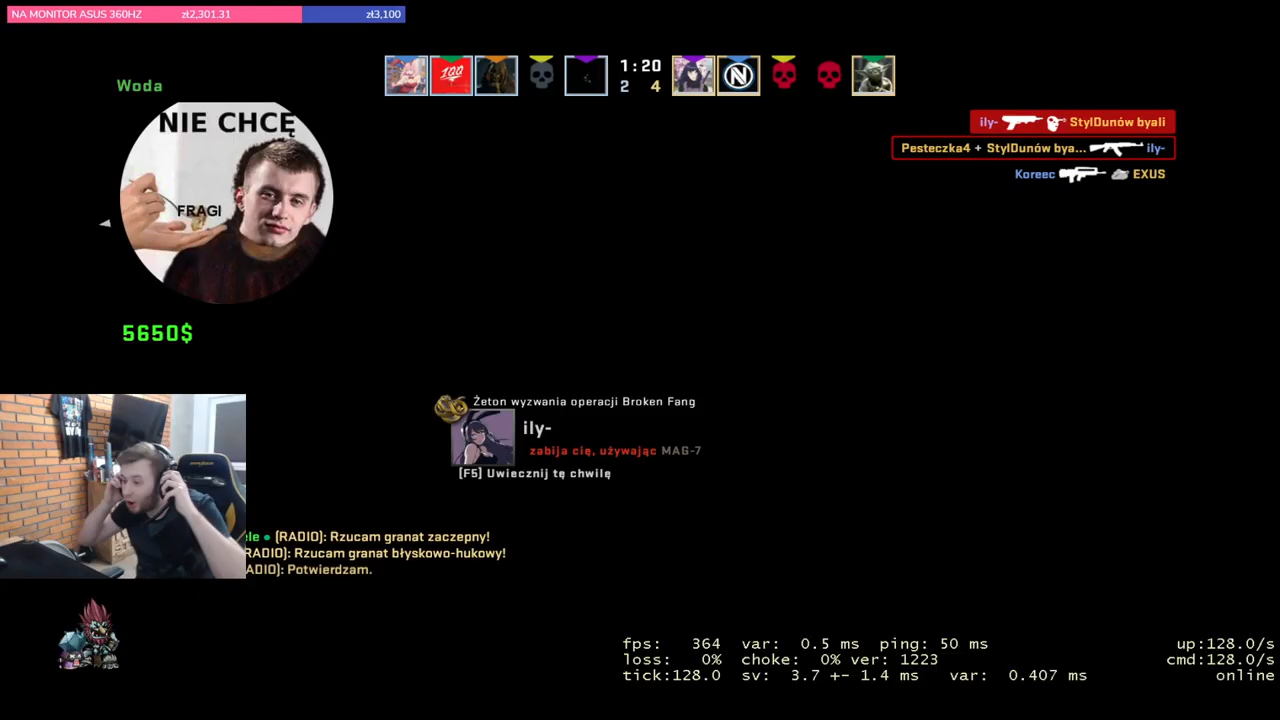 NA MONITOR ASUS 360HZ zł2,301.31 zł3,100
100
1:20
2 4
N
Woda
NIE CHCĘ
FRAGI
5650$
ily- StylDunów byali
Pesteczka4 + StylDunów bya... ily-
Koreec EXUS
Żeton wyzwania operacji Broken Fang
ily-
zabija cię, używając MAG-7
[F5] Uwiecznij tę chwilę
ele ● (RADIO): Rzucam granat zaczepny!
RADIO): Rzucam granat błyskowo-hukowy!
ADIO): Potwierdzam.
fps: 364 var: 0.5 ms ping: 50 ms up:128.0/s
loss: 0% choke: 0% ver: 1223 cmd:128.0/s
tick:128.0 sv: 3.7 +- 1.4 ms var: 0.407 ms online